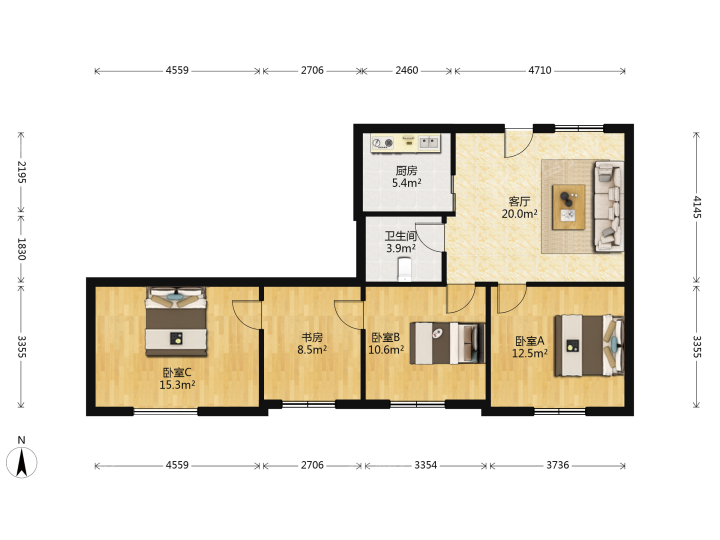 4559 2706 2460 4710
2195
1830
3355
4145
3355
厨房
5.4m²
客厅
20.0m²
卫生间
3.9m²
书房
8.5m²
卧室B
10.6m²
卧室A
12.5m²
卧室C
15.3m²
N
4559 2706 3354 3736